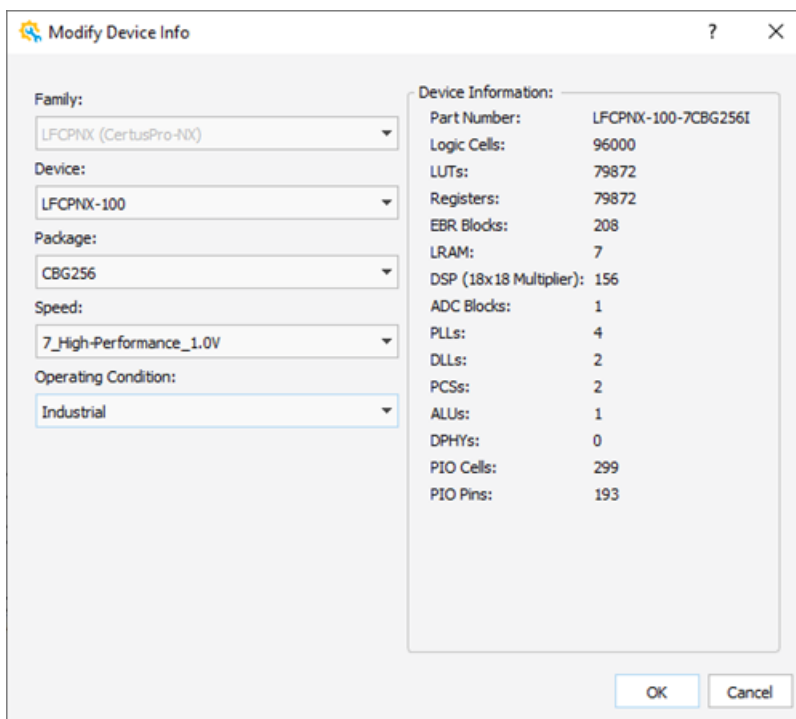 Modify Device Info
?
Family:
LFCPNX (CertusPro-NX)
Device:
LFCPNX-100
Package:
CBG256
Speed:
7_High-Performance_1.0V
Operating Condition:
Industrial
Device Information:
Part Number: LFCPNX-100-7CBG256I
Logic Cells: 96000
LUTs: 79872
Registers: 79872
EBR Blocks: 208
LRAM: 7
DSP (18x18 Multiplier): 156
ADC Blocks: 1
PLLs: 4
DLLs: 2
PCSs: 2
ALUs: 1
DPHYs: 0
PIO Cells: 299
PIO Pins: 193
OK Cancel